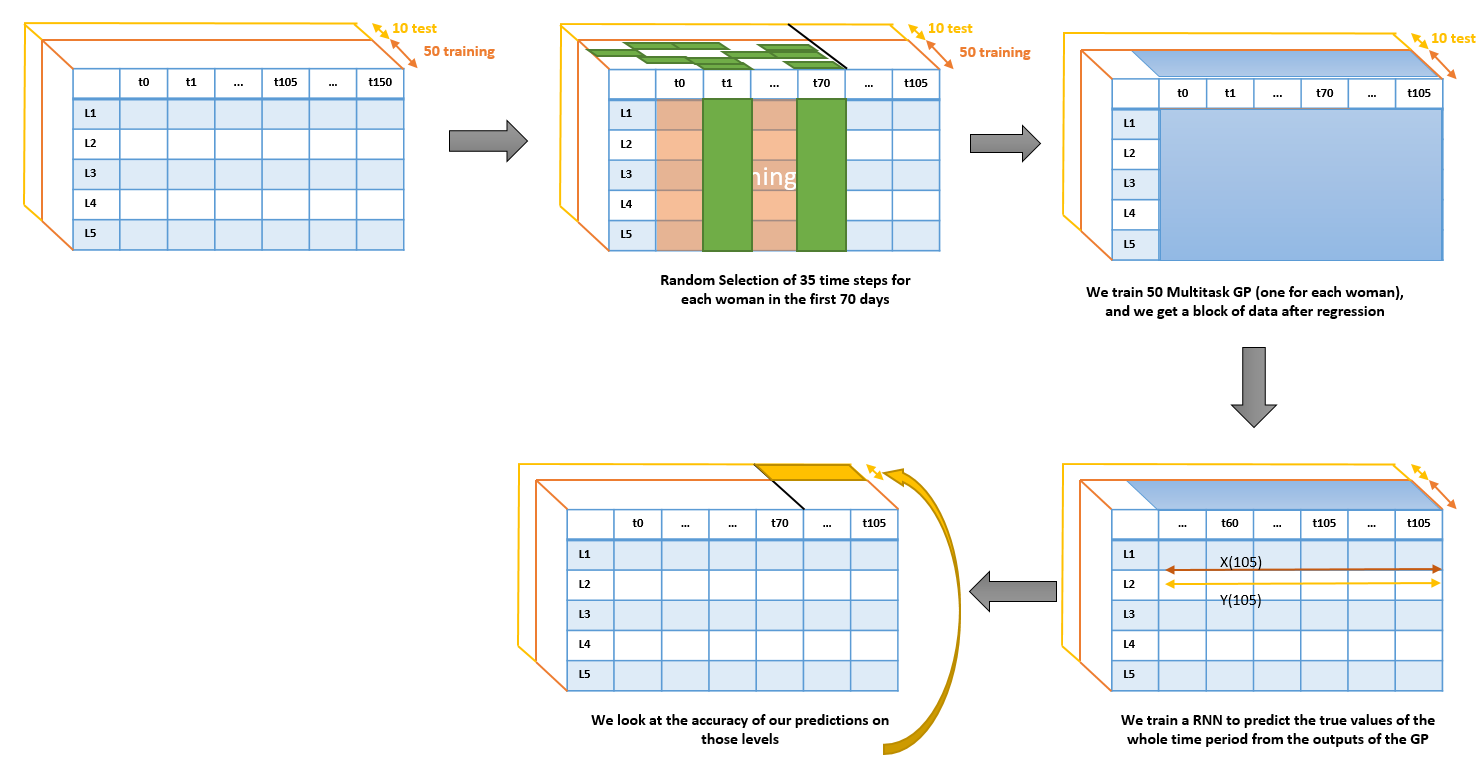 10 test
50 training
t0 t1 ... t105 ... t150
L1
L2
L3
L4
L5
10 test
50 training
t0 t1 ... t70 ... t105
L1
L2
L3 ning
L4
L5
Random Selection of 35 time steps for
each woman in the first 70 days
10 test
t0 t1 ... t70 ... t105
L1
L2
L3
L4
L5
We train 50 Multitask GP (one for each woman),
and we get a block of data after regression
t0 ... ... t70 ... t105
L1
L2
L3
L4
L5
We look at the accuracy of our predictions on
those levels
... t60 ... t105 ... t105
L1
X(105)
L2
Y(105)
L3
L4
L5
We train a RNN to predict the true values of the
whole time period from the outputs of the GP